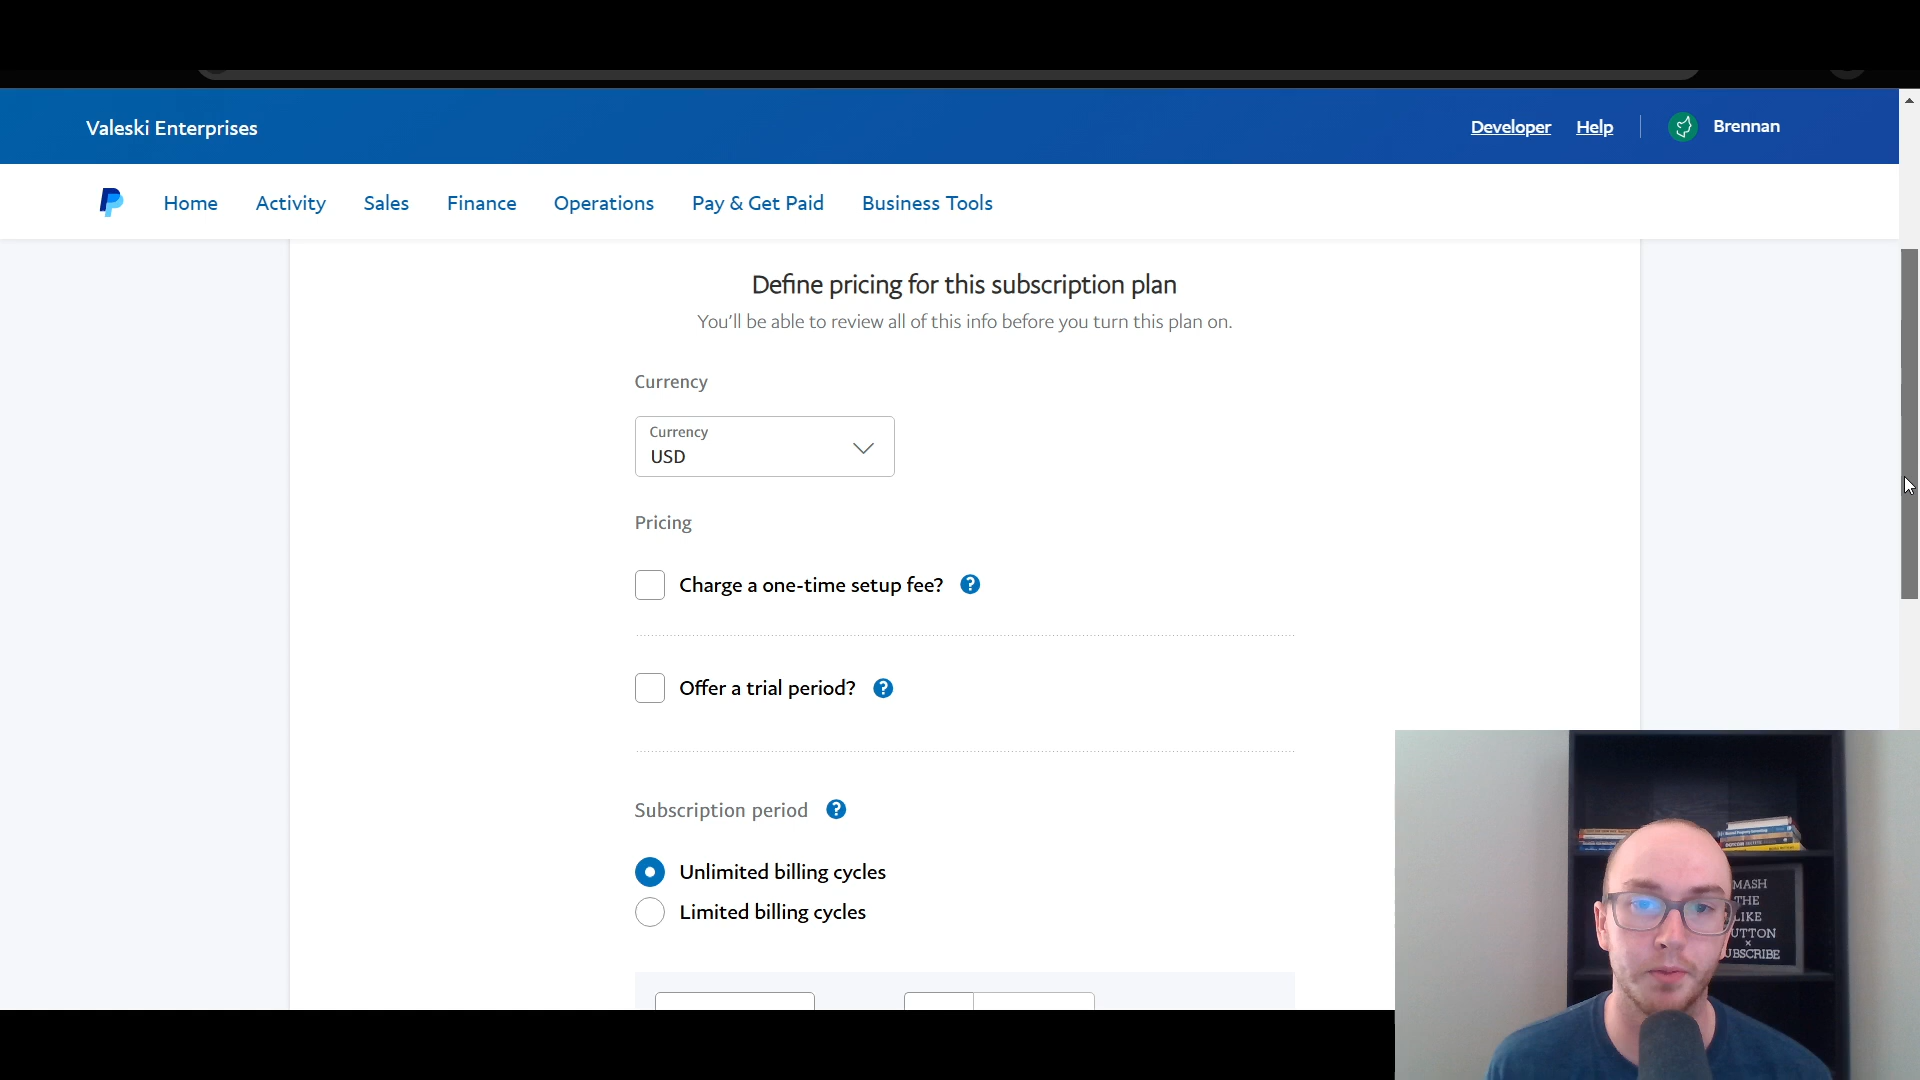 Valeski Enterprises
Developer Help Brennan
Home Activity Sales Finance Operations Pay & Get Paid Business Tools
Define pricing for this subscription plan
You'll be able to review all of this info before you turn this plan on.
Currency
Currency
USD
Pricing
Charge a one-time setup fee? ?
Offer a trial period? ?
Subscription period ?
Unlimited billing cycles
Limited billing cycles
MASH
THE
LIKE
UTTON
×
UBSCRIBE